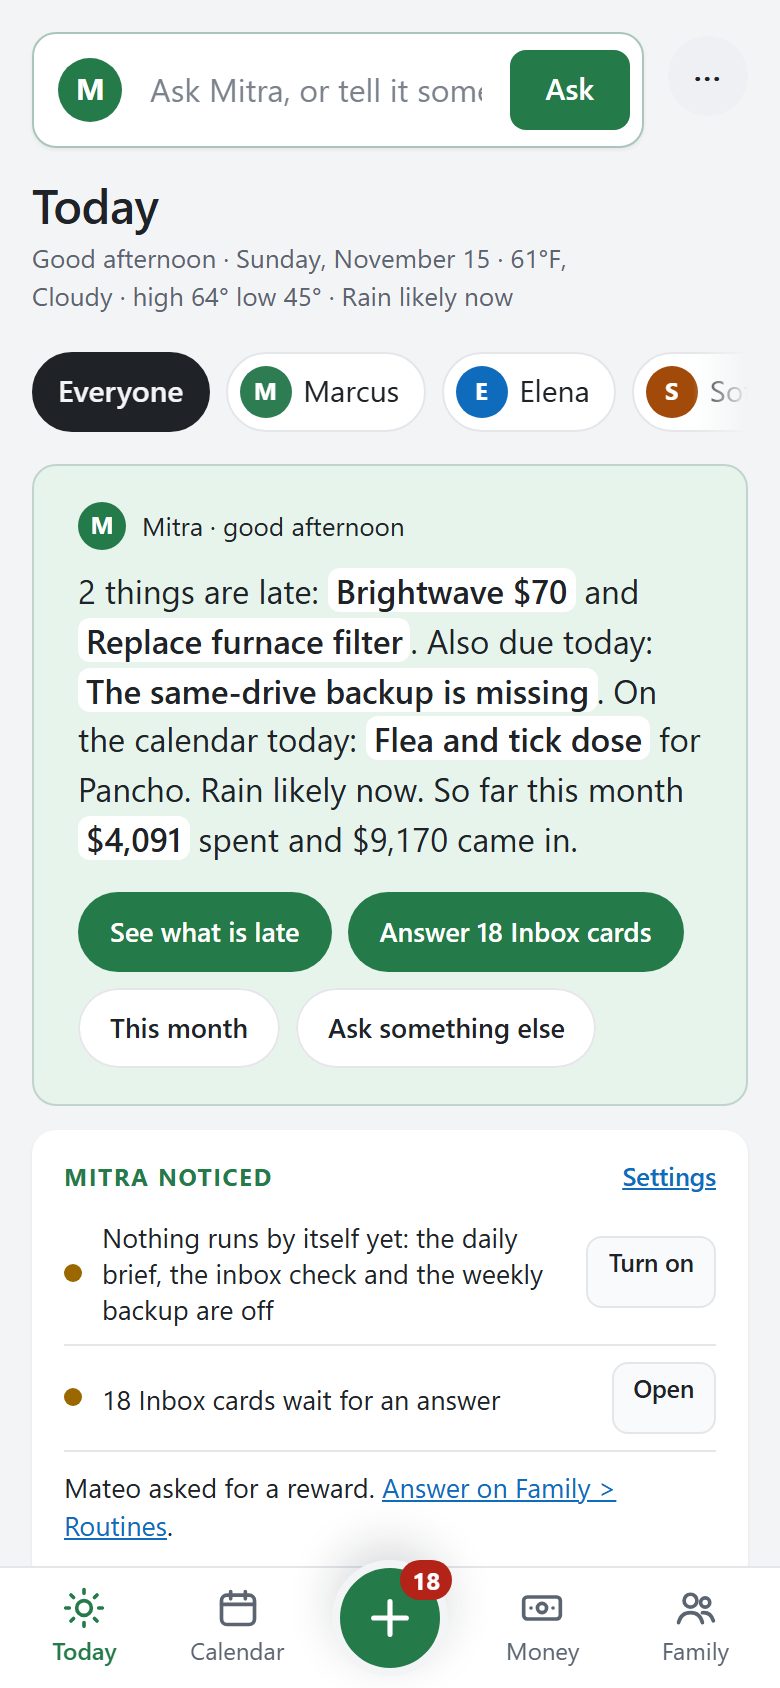 M Ask Mitra, or tell it some Ask ...
Today
Good afternoon · Sunday, November 15 · 61°F,
Cloudy · high 64° low 45° · Rain likely now
Everyone M Marcus E Elena S So
M Mitra · good afternoon
2 things are late: Brightwave $70 and
Replace furnace filter. Also due today:
The same-drive backup is missing. On
the calendar today: Flea and tick dose for
Pancho. Rain likely now. So far this month
$4,091 spent and $9,170 came in.
See what is late Answer 18 Inbox cards
This month Ask something else
MITRA NOTICED Settings
Nothing runs by itself yet: the daily
brief, the inbox check and the weekly
backup are off
Turn on
18 Inbox cards wait for an answer Open
Mateo asked for a reward. Answer on Family >
Routines.
18
Today Calendar Money Family